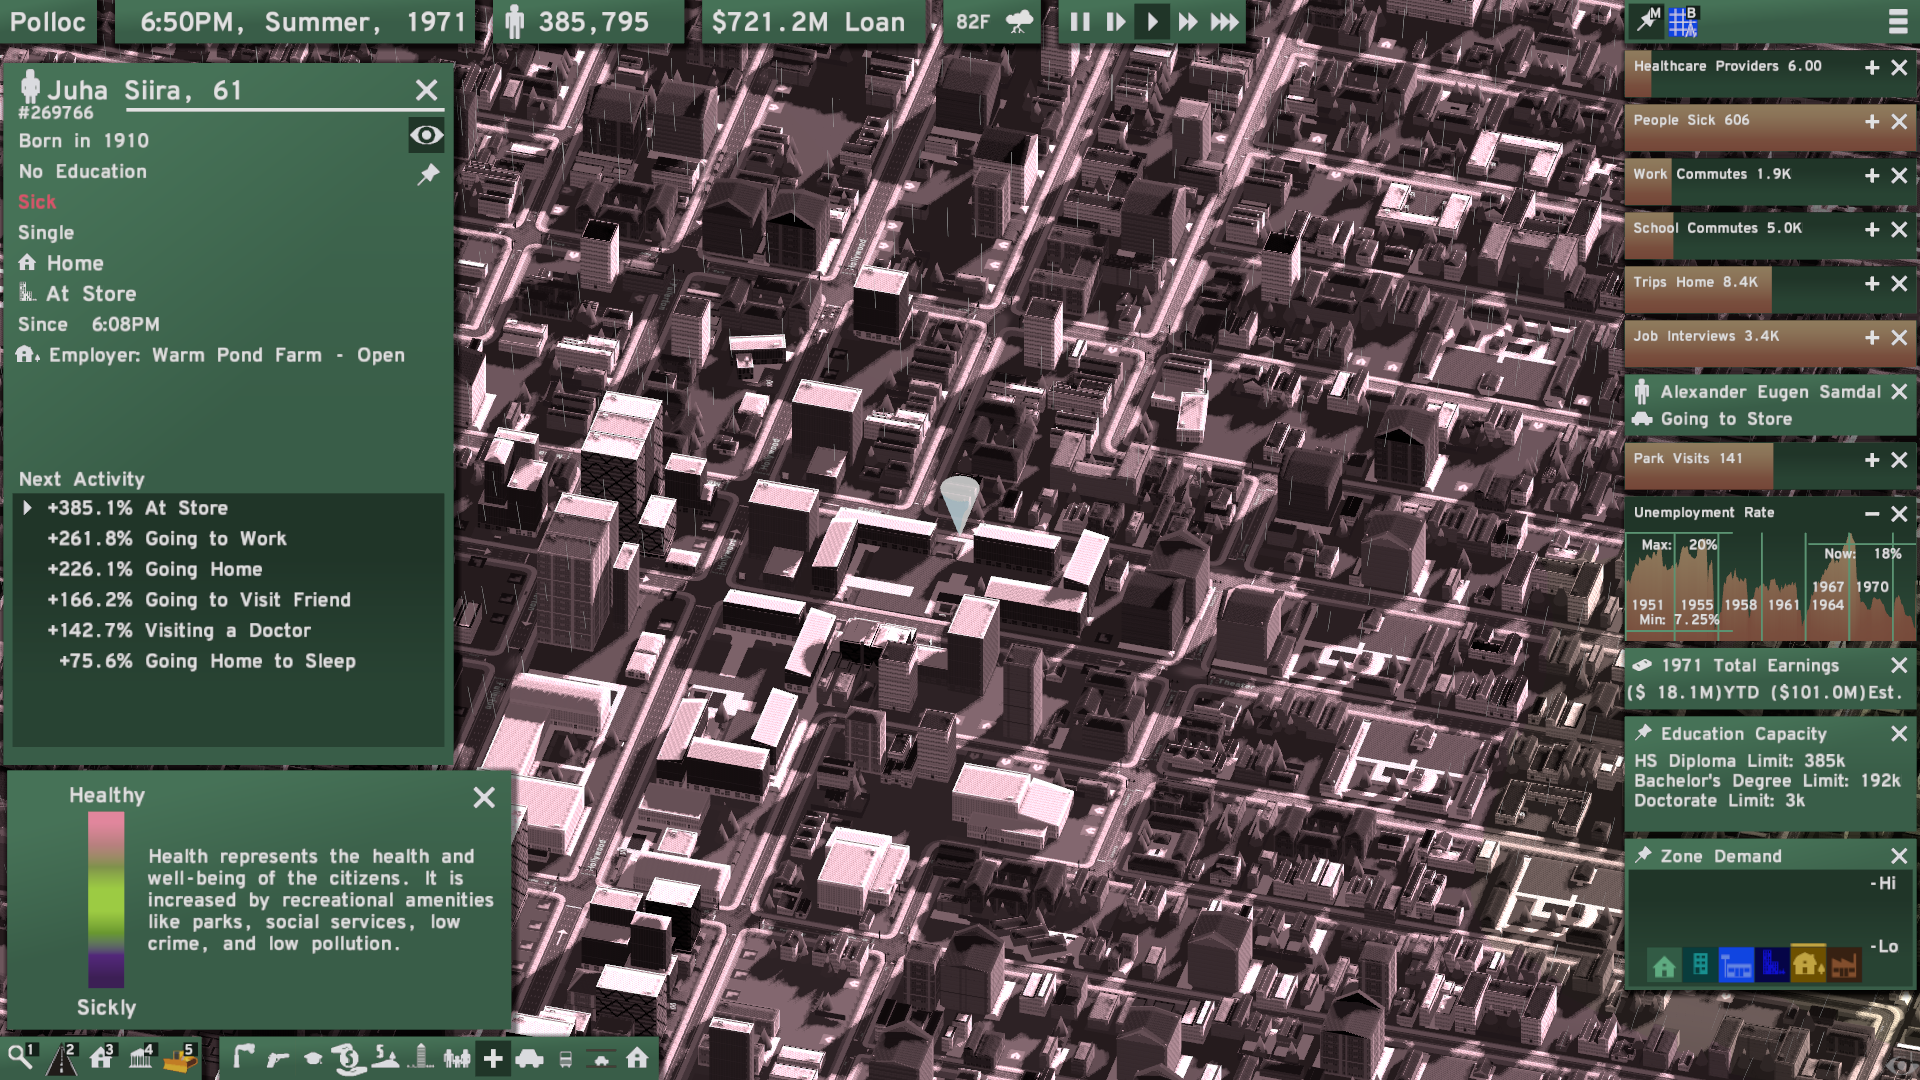 Polloc
6:50PM, Summer, 1971
385,795
$721.2M Loan
82F
M
B
Juha Siira, 61
#269766
Born in 1910
No Education
Sick
Single
Home
At Store
Since 6:08PM
Employer: Warm Pond Farm - Open
Next Activity
+385.1% At Store
+261.8% Going to Work
+226.1% Going Home
+166.2% Going to Visit Friend
+142.7% Visiting a Doctor
+75.6% Going Home to Sleep
Healthy
Health represents the health and
well-being of the citizens. It is
increased by recreational amenities
like parks, social services, low
crime, and low pollution.
Sickly
1 2 3 4 5
Healthcare Providers 6.00
People Sick 606
Work Commutes 1.9K
School Commutes 5.0K
Trips Home 8.4K
Job Interviews 3.4K
Alexander Eugen Samdal
Going to Store
Park Visits 141
Unemployment Rate
Max: 20%
Now: 18%
1967 1970
1951 1955 1958 1961 1964
Min: 7.25%
1971 Total Earnings
($ 18.1M)YTD ($101.0M)Est.
Education Capacity
HS Diploma Limit: 385k
Bachelor's Degree Limit: 192k
Doctorate Limit: 3k
Zone Demand
-Hi
-Lo
Hollywood
Hollywood
Hollywood